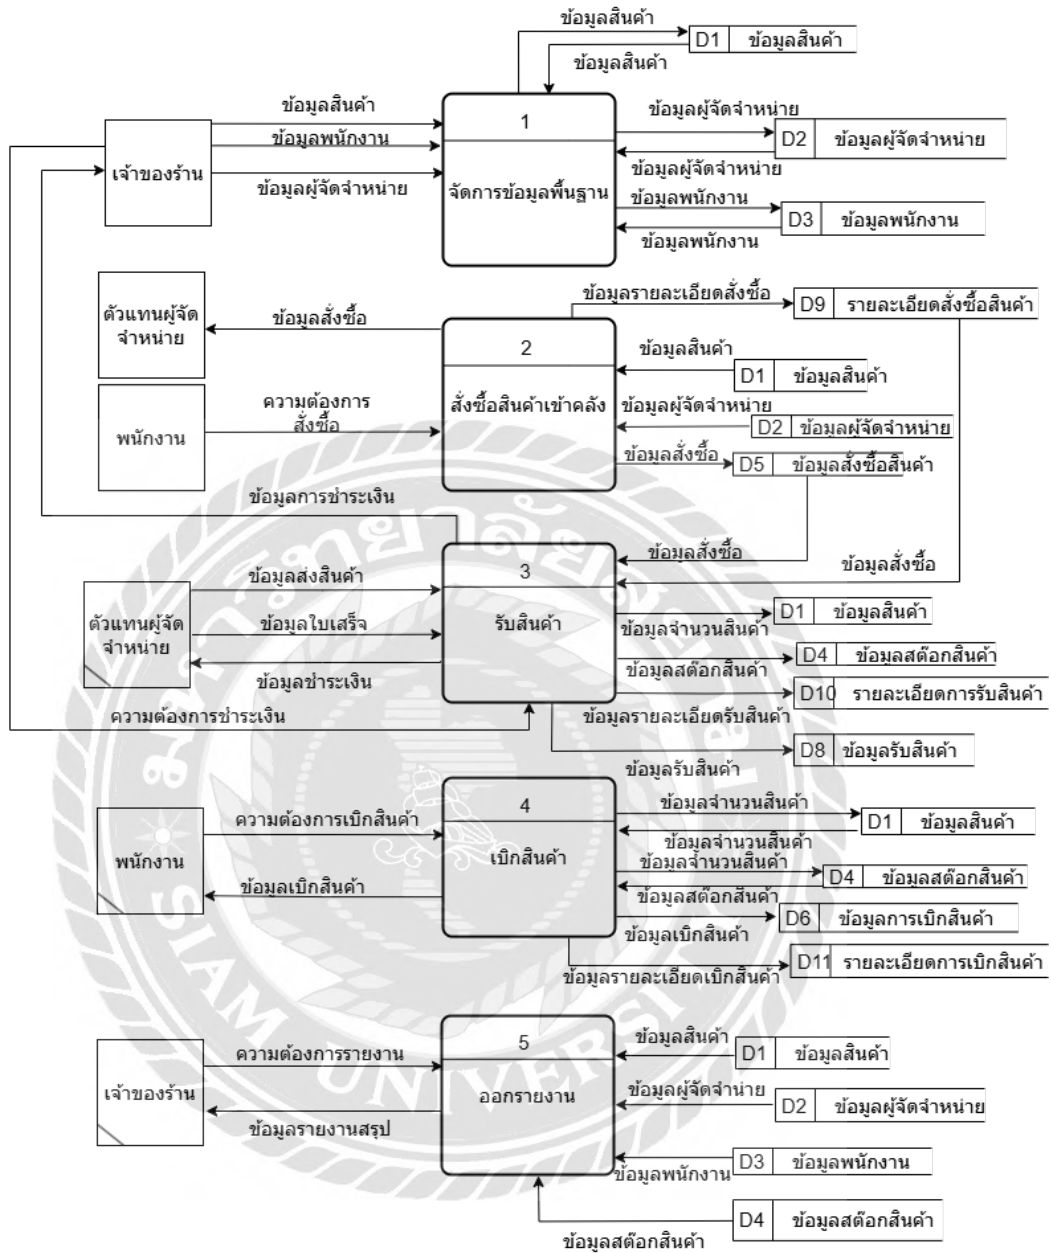 ข้อมูลสินค้า
D1 ข้อมูลสินค้า
ข้อมูลสินค้า
ข้อมูลสินค้า
1
ข้อมูลผู้จัดจำหน่าย
ข้อมูลพนักงาน
D2 ข้อมูลผู้จัดจำหน่าย
เจ้าของร้าน
ข้อมูลผู้จัดจำหน่าย
ข้อมูลผู้จัดจำหน่าย
จัดการข้อมูลพื้นฐาน
ข้อมูลพนักงาน
D3 ข้อมูลพนักงาน
ข้อมูลพนักงาน
ข้อมูลรายละเอียดสั่งซื้อ
D9 รายละเอียดสั่งซื้อสินค้า
ตัวแทนผู้จัด
จำหน่าย
ข้อมูลสั่งซื้อ
2
ข้อมูลสินค้า
D1 ข้อมูลสินค้า
ความต้องการ
สั่งซื้อ
สั่งซื้อสินค้าเข้าคลัง
ข้อมูลผู้จัดจำหน่าย
D2 ข้อมูลผู้จัดจำหน่าย
พนักงาน
ข้อมูลสั่งซื้อ
D5 ข้อมูลสั่งซื้อสินค้า
ข้อมูลการชำระเงิน
ข้อมูลสั่งซื้อ
ข้อมูลสั่งซื้อ
3
ข้อมูลส่งสินค้า
D1 ข้อมูลสินค้า
ตัวแทนผู้จัด
จำหน่าย
ข้อมูลใบเสร็จ
รับสินค้า
ข้อมูลจำนวนสินค้า
D4 ข้อมูลสต๊อกสินค้า
ข้อมูลสต๊อกสินค้า
ข้อมูลชำระเงิน
D10 รายละเอียดการรับสินค้า
ความต้องการชำระเงิน
ข้อมูลรายละเอียดรับสินค้า
D8 ข้อมูลรับสินค้า
ข้อมูลรับสินค้า
4
ข้อมูลจำนวนสินค้า
D1 ข้อมูลสินค้า
ความต้องการเบิกสินค้า
ข้อมูลจำนวนสินค้า
พนักงาน
เบิกสินค้า
ข้อมูลจำนวนสินค้า
D4 ข้อมูลสต๊อกสินค้า
ข้อมูลเบิกสินค้า
ข้อมูลสต๊อกสินค้า
D6 ข้อมูลการเบิกสินค้า
ข้อมูลเบิกสินค้า
D11 รายละเอียดการเบิกสินค้า
ข้อมูลรายละเอียดเบิกสินค้า
5
ข้อมูลสินค้า
D1 ข้อมูลสินค้า
ความต้องการรายงาน
เจ้าของร้าน
ออกรายงาน
ข้อมูลผู้จัดจำน่าย
D2 ข้อมูลผู้จัดจำหน่าย
ข้อมูลรายงานสรุป
D3 ข้อมูลพนักงาน
ข้อมูลพนักงาน
D4 ข้อมูลสต๊อกสินค้า
ข้อมูลสต๊อกสินค้า
มหาวิทยาลัยสยาม
SIAM UNIVERSITY